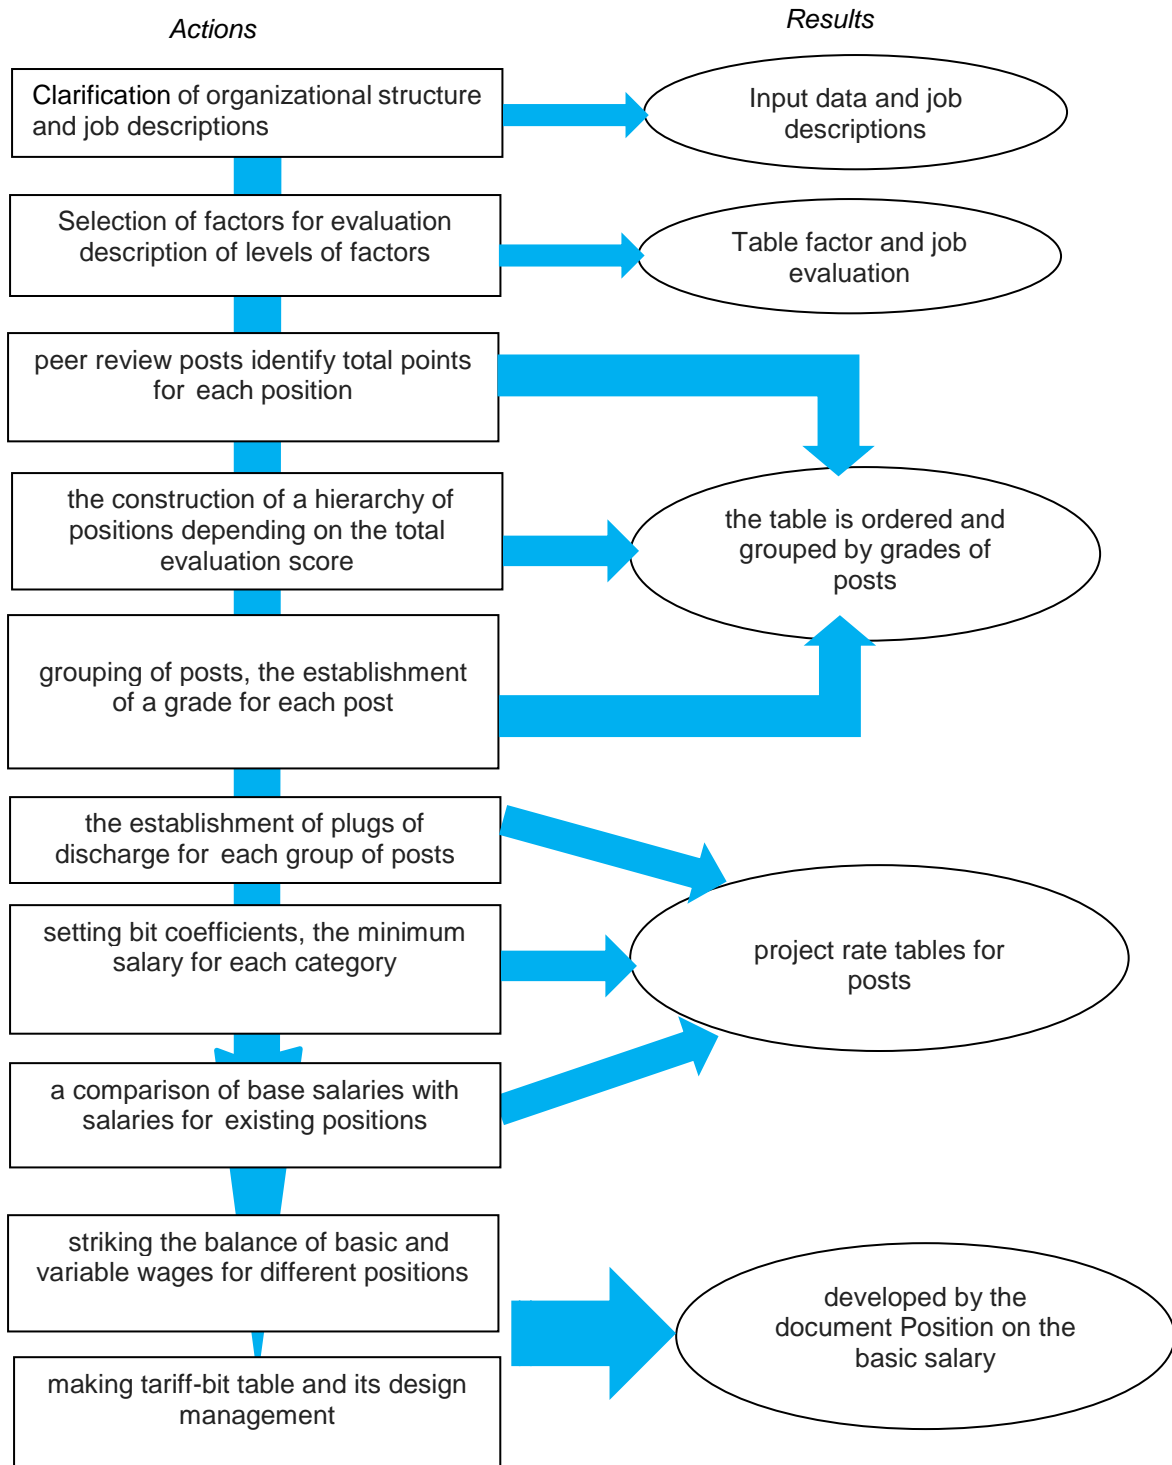 Actions
Results
Clarification of organizational structure
and job descriptions
Input data and job
descriptions
Selection of factors for evaluation
description of levels of factors
Table factor and job
evaluation
peer review posts identify total points
for each position
the construction of a hierarchy of
positions depending on the total
evaluation score
the table is ordered and
grouped by grades of
posts
grouping of posts, the establishment
of a grade for each post
the establishment of plugs of
discharge for each group of posts
setting bit coefficients, the minimum
salary for each category
project rate tables for
posts
a comparison of base salaries with
salaries for existing positions
striking the balance of basic and
variable wages for different positions
developed by the
document Position on the
basic salary
making tariff-bit table and its design
management